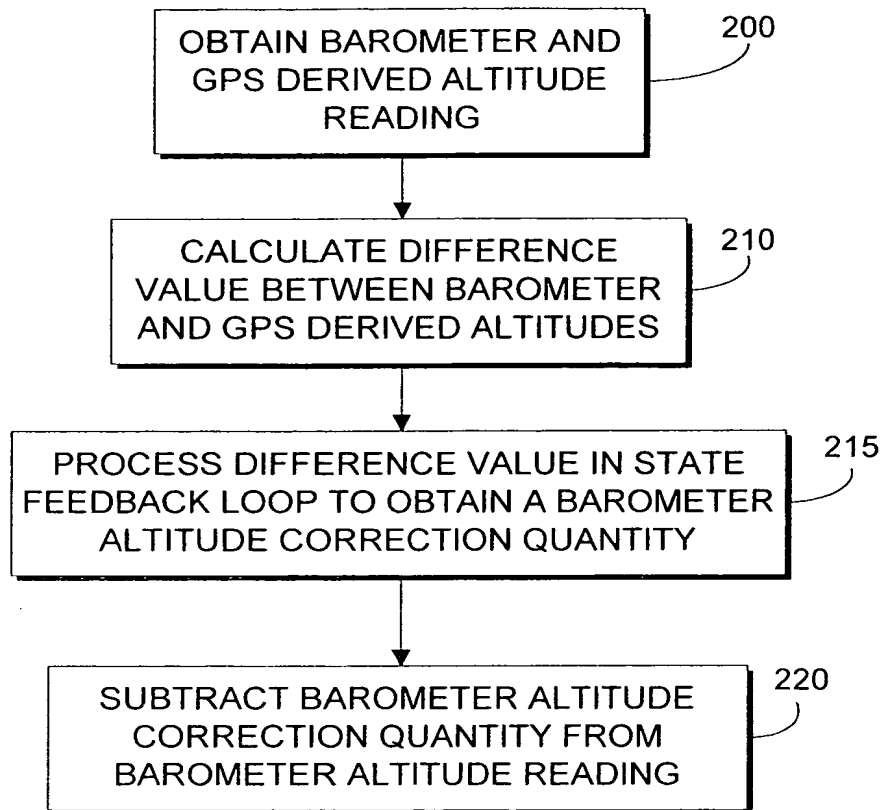 OBTAIN BAROMETER AND
GPS DERIVED ALTITUDE
READING
200
CALCULATE DIFFERENCE
VALUE BETWEEN BAROMETER
AND GPS DERIVED ALTITUDES
210
PROCESS DIFFERENCE VALUE IN STATE
FEEDBACK LOOP TO OBTAIN A BAROMETER
ALTITUDE CORRECTION QUANTITY
215
SUBTRACT BAROMETER ALTITUDE
CORRECTION QUANTITY FROM
BAROMETER ALTITUDE READING
220